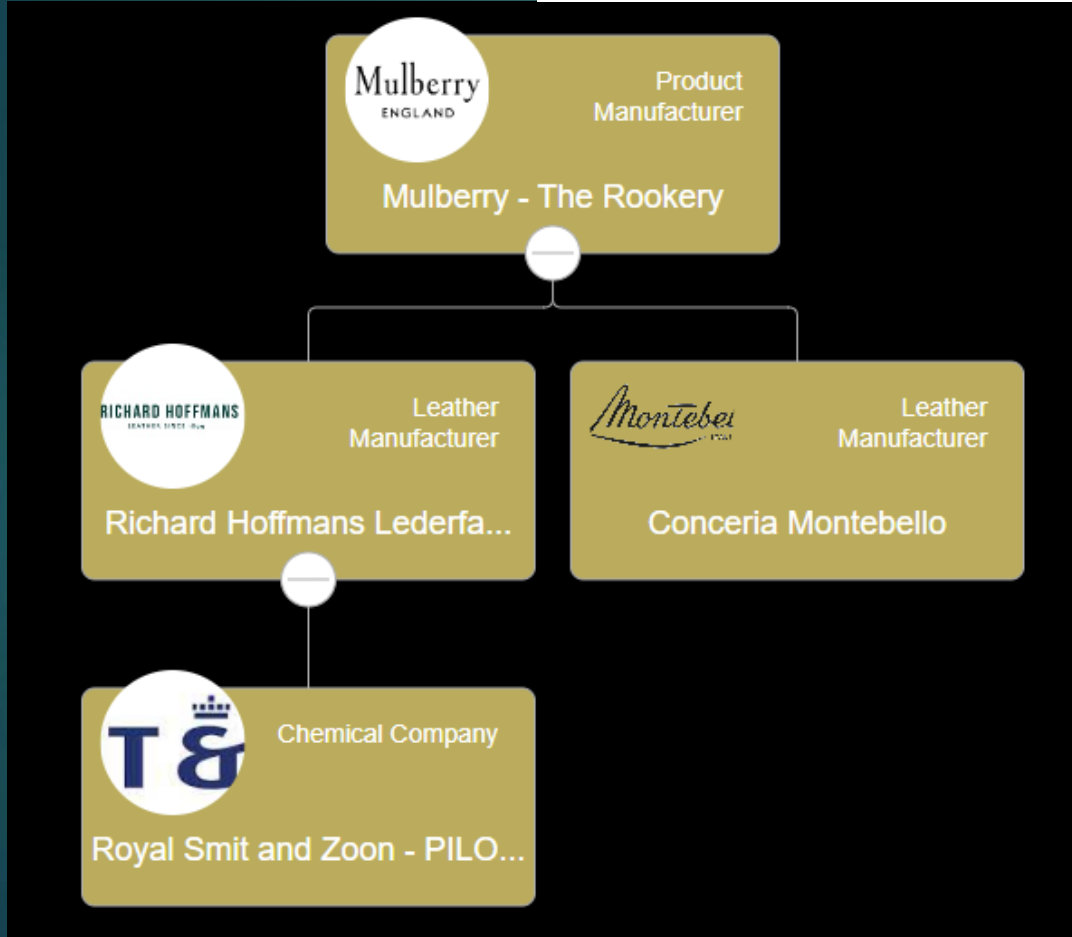 Mulberry
ENGLAND
Product
Manufacturer
Mulberry - The Rookery
RICHARD HOFFMANS
Leather
Manufacturer
Richard Hoffmans Lederfa...
Montebel
Leather
Manufacturer
Conceria Montebello
T &
Chemical Company
Royal Smit and Zoon - PILO...